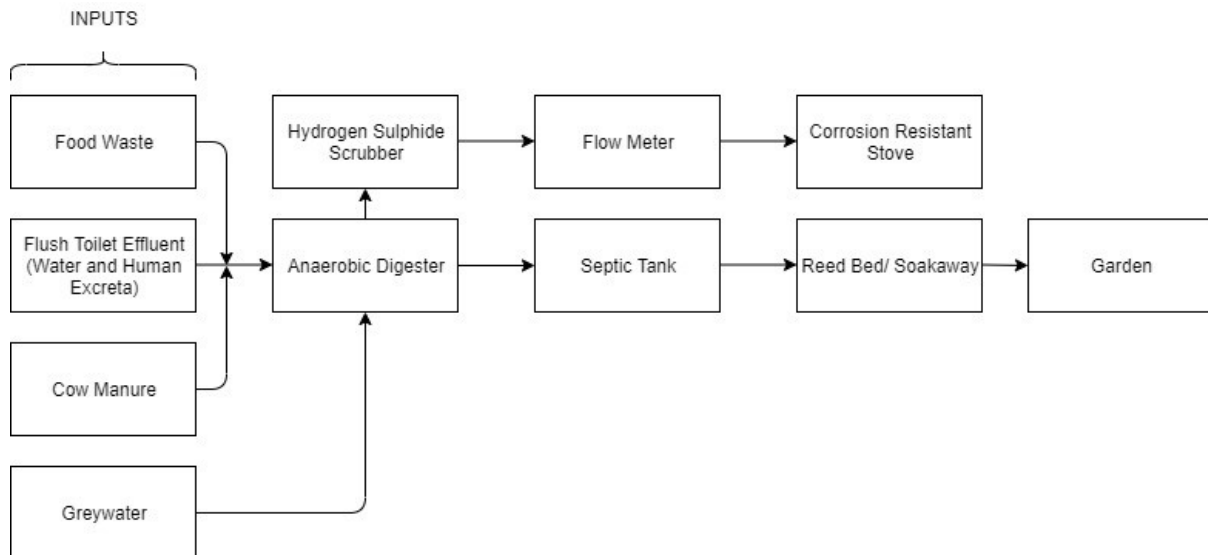 INPUTS
Food Waste
Hydrogen Sulphide
Scrubber
Flow Meter
Corrosion Resistant
Stove
Flush Toilet Effluent
(Water and Human
Excreta)
Anaerobic Digester
Septic Tank
Reed Bed/ Soakaway
Garden
Cow Manure
Greywater